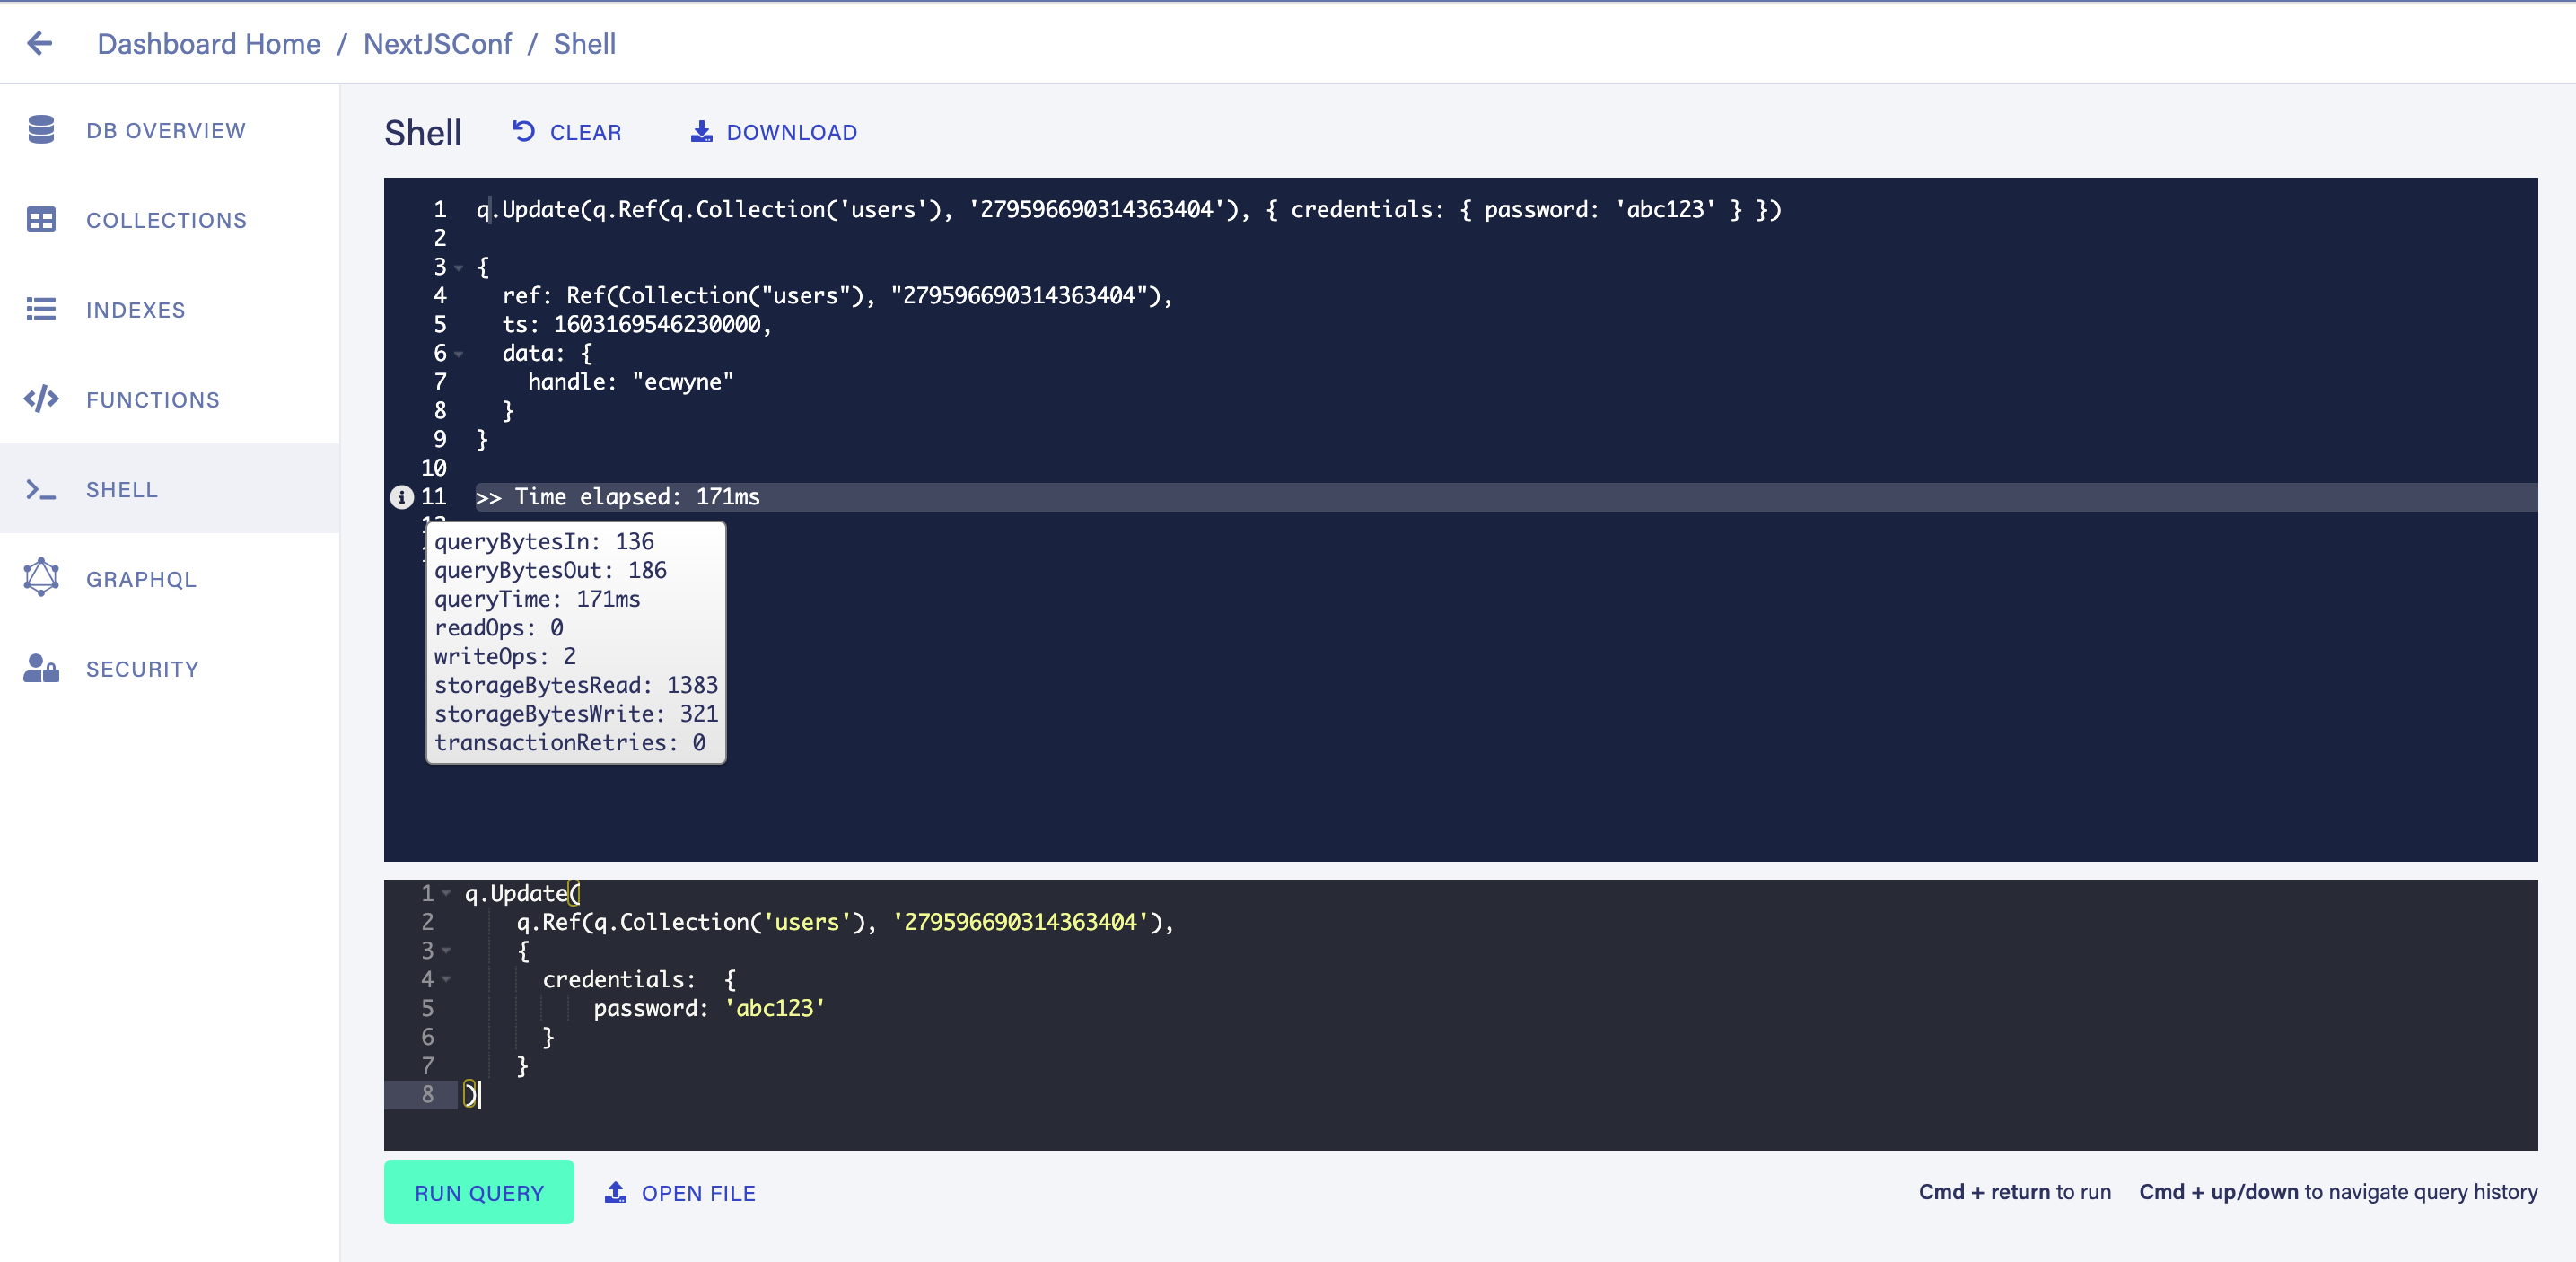 Dashboard Home / NextJSConf / Shell
DB OVERVIEW
COLLECTIONS
INDEXES
FUNCTIONS
SHELL
GRAPHQL
SECURITY
Shell CLEAR DOWNLOAD
1 q.Update(q.Ref(q.Collection('users'), '279596690314363404'), { credentials: { password: 'abc123' } })
2
3 {
4 ref: Ref(Collection("users"), "279596690314363404"),
5 ts: 1603169546230000,
6 data: {
7 handle: "ecwyne"
8 }
9 }
10
11 >> Time elapsed: 171ms
queryBytesIn: 136
queryBytesOut: 186
queryTime: 171ms
readOps: 0
writeOps: 2
storageBytesRead: 1383
storageBytesWrite: 321
transactionRetries: 0
1 q.Update(
2 q.Ref(q.Collection('users'), '279596690314363404'),
3 {
4 credentials: {
5 password: 'abc123'
6 }
7 }
8 )
RUN QUERY OPEN FILE Cmd + return to run Cmd + up/down to navigate query history